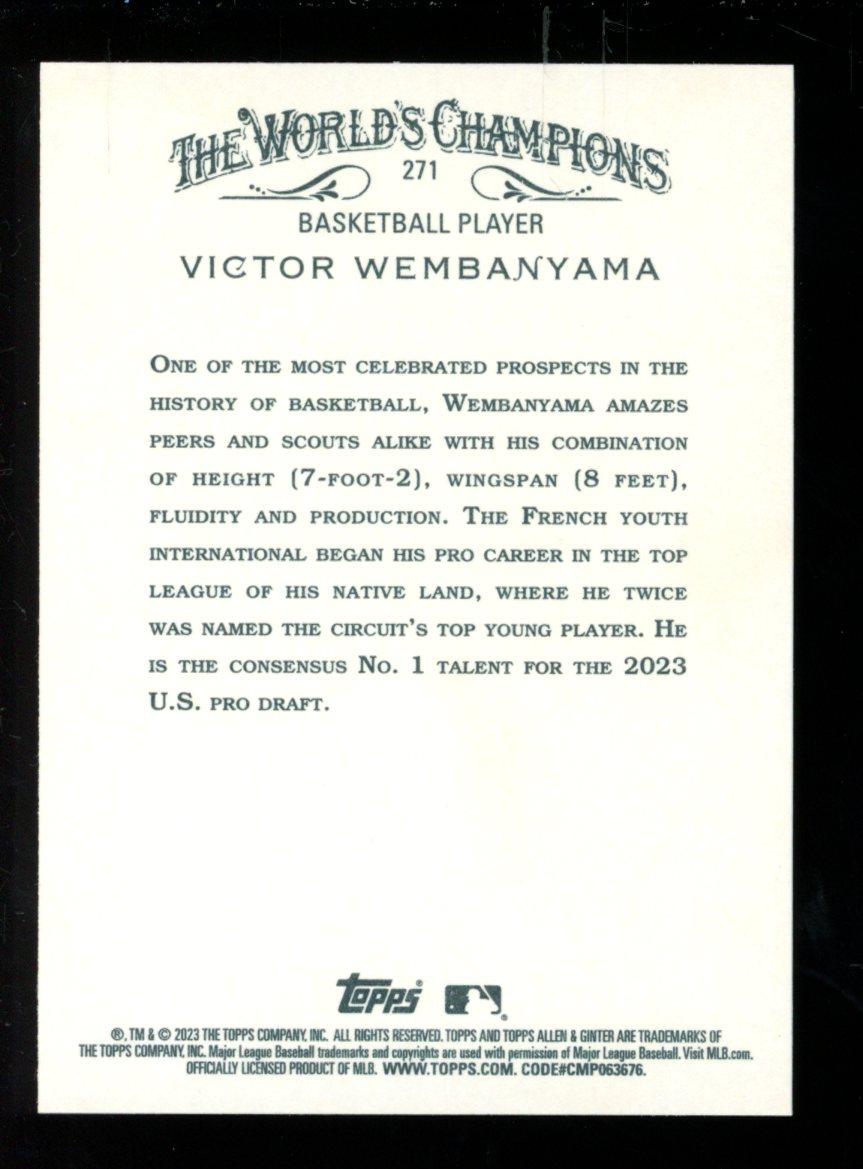 THE WORLD'S CHAMPIONS
271
BASKETBALL PLAYER
VICTOR WEMBANYAMA
ONE OF THE MOST CELEBRATED PROSPECTS IN THE
HISTORY OF BASKETBALL, WEMBANYAMA AMAZES
PEERS AND SCOUTS ALIKE WITH HIS COMBINATION
OF HEIGHT (7-FOOT-2), WINGSPAN (8 FEET),
FLUIDITY AND PRODUCTION. THE FRENCH YOUTH
INTERNATIONAL BEGAN HIS PRO CAREER IN THE TOP
LEAGUE OF HIS NATIVE LAND, WHERE HE TWICE
WAS NAMED THE CIRCUIT'S TOP YOUNG PLAYER. HE
IS THE CONSENSUS NO. 1 TALENT FOR THE 2023
U.S. PRO DRAFT.
Topps® ®
®, TM & © 2023 THE TOPPS COMPANY, INC. ALL RIGHTS RESERVED. TOPPS AND TOPPS ALLEN & GINTER ARE TRADEMARKS OF
THE TOPPS COMPANY, INC. Major League Baseball trademarks and copyrights are used with permission of Major League Baseball. Visit MLB.com.
OFFICIALLY LICENSED PRODUCT OF MLB. WWW.TOPPS.COM. CODE#CMP063676.